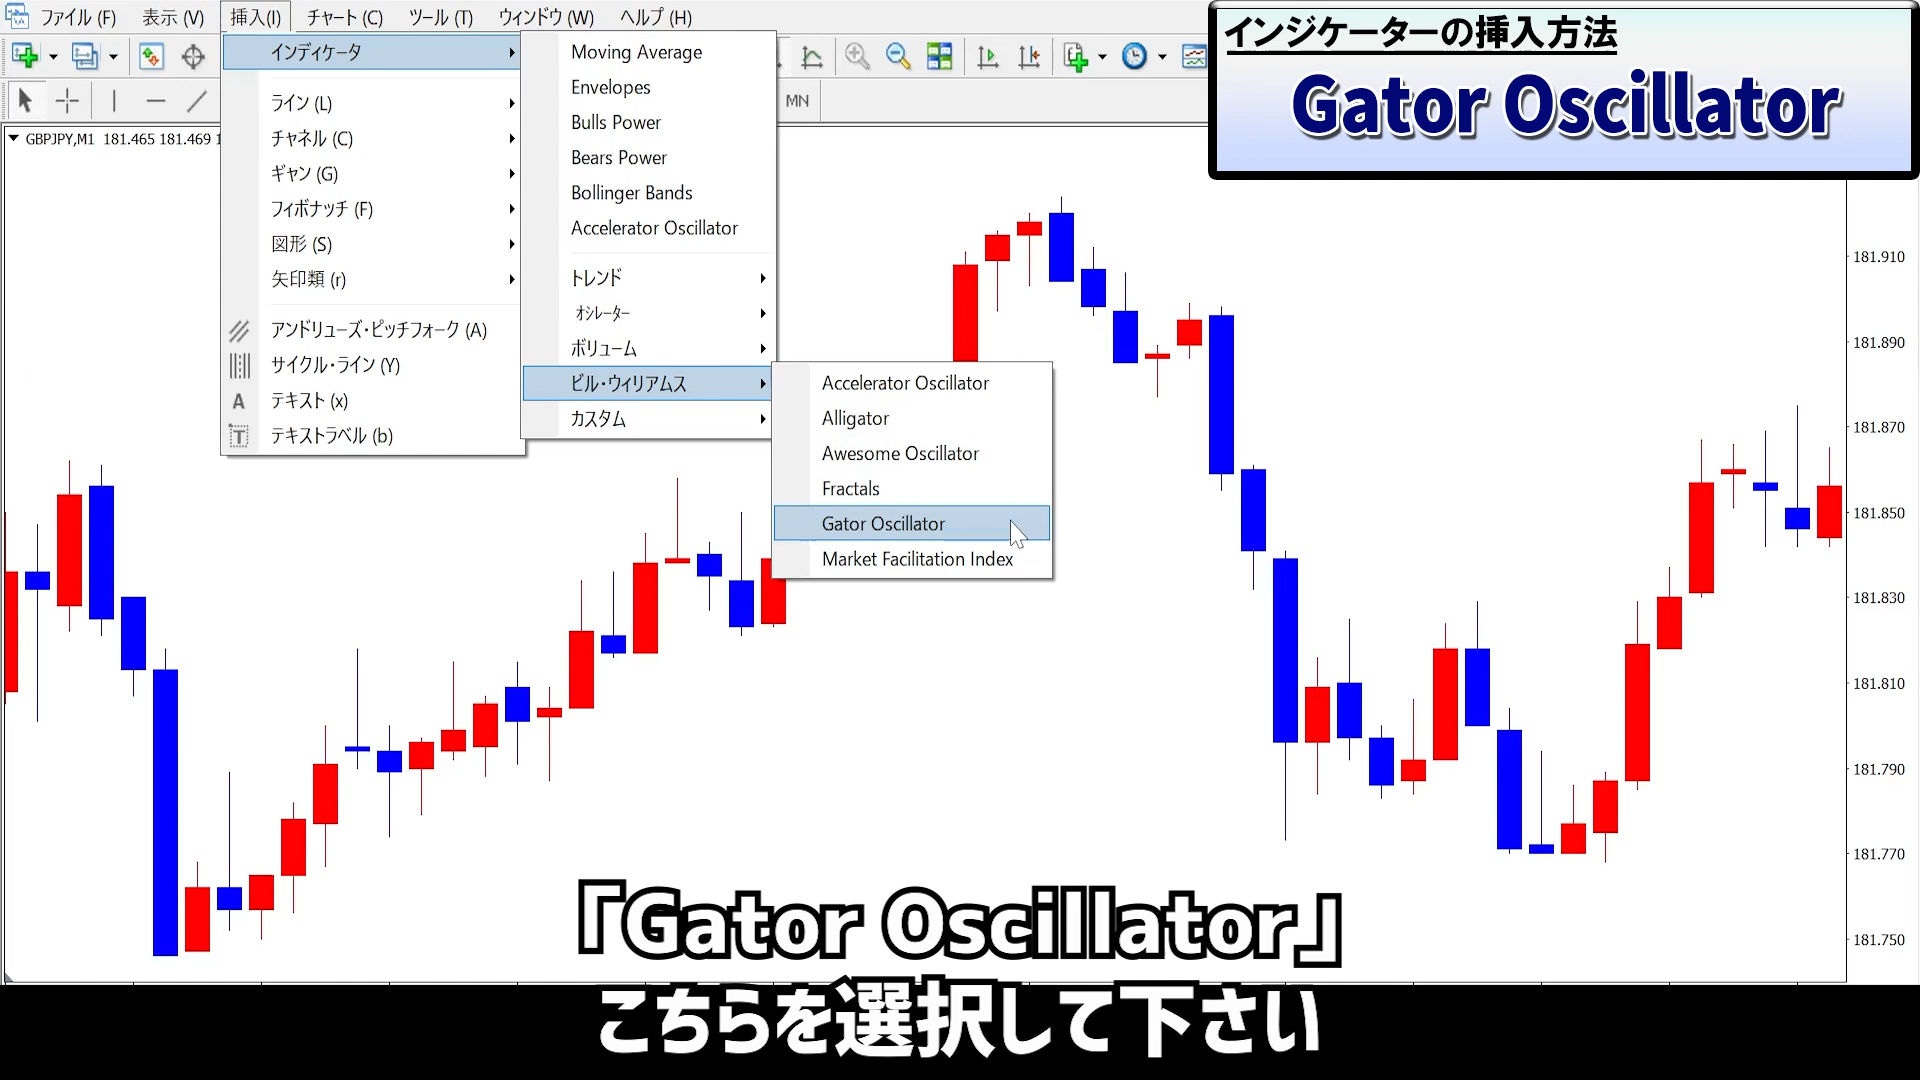 ファイル (F) 表示 (V) 挿入(I) チャート (C) ツール (T) ウィンドウ (W) ヘルプ (H)
インジケーターの挿入方法
Gator Oscillator
MN
GBPJPY,M1 181.465 181.469
インディケータ
ライン (L)
チャネル (C)
ギャン (G)
フィボナッチ (F)
図形 (S)
矢印類 (r)
アンドリューズ・ピッチフォーク (A)
サイクル・ライン (Y)
テキスト (x)
テキストラベル (b)
Moving Average
Envelopes
Bulls Power
Bears Power
Bollinger Bands
Accelerator Oscillator
トレンド
オシレーター
ボリューム
ビル・ウィリアムス
カスタム
Accelerator Oscillator
Alligator
Awesome Oscillator
Fractals
Gator Oscillator
Market Facilitation Index
181.910
181.890
181.870
181.850
181.830
181.810
181.790
181.770
181.750
「Gator Oscillator」
こちらを選択して下さい